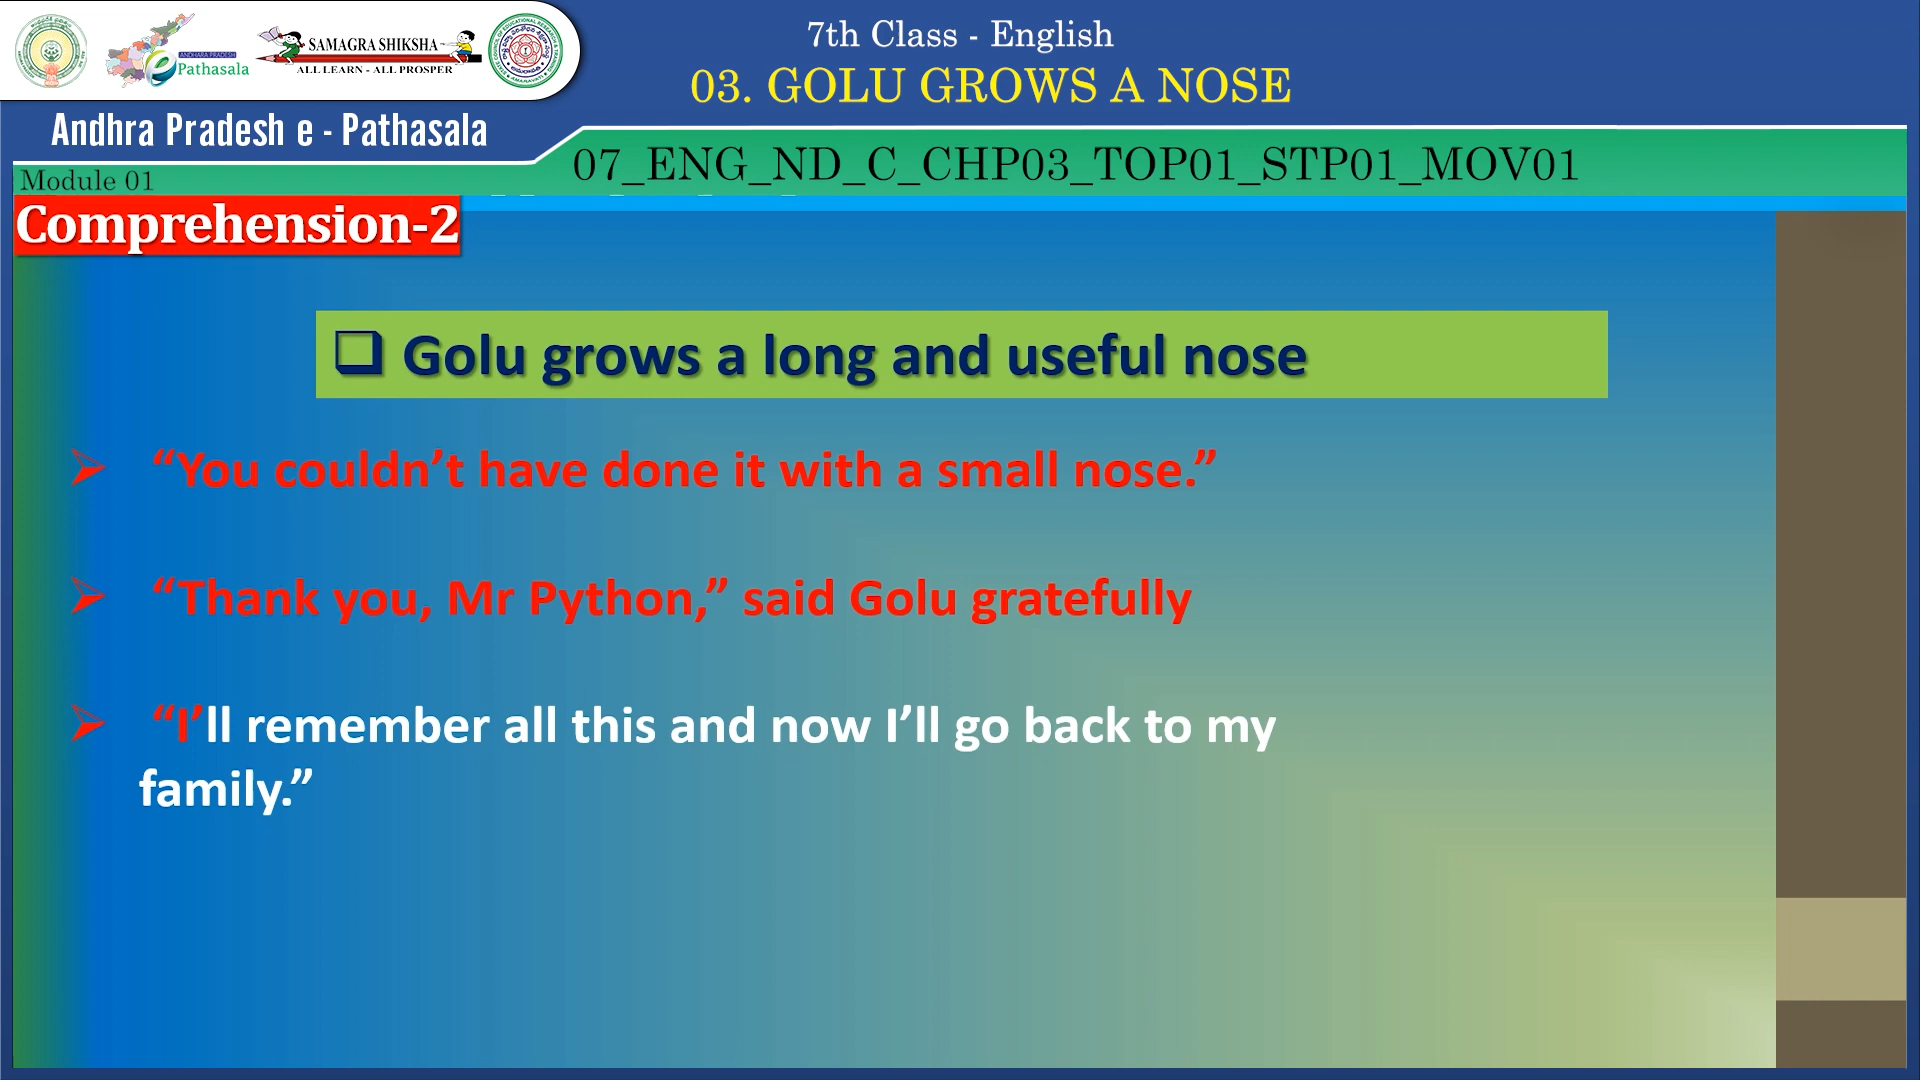 7th Class - English
03. GOLU GROWS A NOSE
ANDHRA PRADESH
Pathasala
SAMAGRA SHIKSHA
ALL LEARN - ALL PROSPER
Andhra Pradesh e - Pathasala
07_ENG_ND_C_CHP03_TOP01_STP01_MOV01
Module 01
Comprehension-2
Golu grows a long and useful nose
“You couldn’t have done it with a small nose.”
“Thank you, Mr Python,” said Golu gratefully
“I’ll remember all this and now I’ll go back to my
family.”